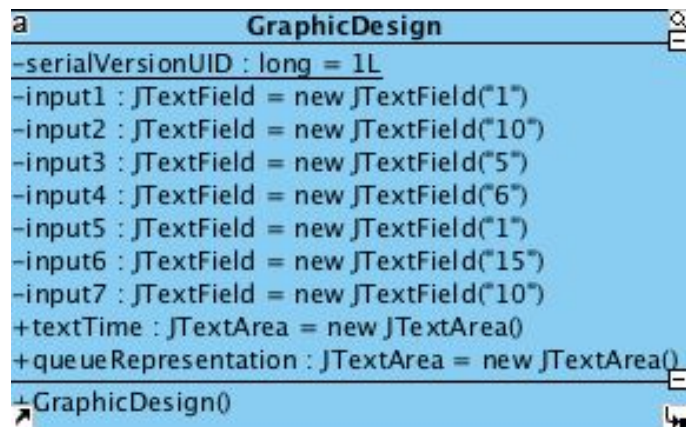 a
GraphicDesign
-serialVersionUID : long = 1L
-input1 : JTextField = new JTextField("1")
-input2 : JTextField = new JTextField("10")
-input3 : JTextField = new JTextField("5")
-input4 : JTextField = new JTextField("6")
-input5 : JTextField = new JTextField("1")
-input6 : JTextField = new JTextField("15")
-input7 : JTextField = new JTextField("10")
+textTime : JTextArea = new JTextArea()
+queueRepresentation : JTextArea = new JTextArea()
+GraphicDesign()